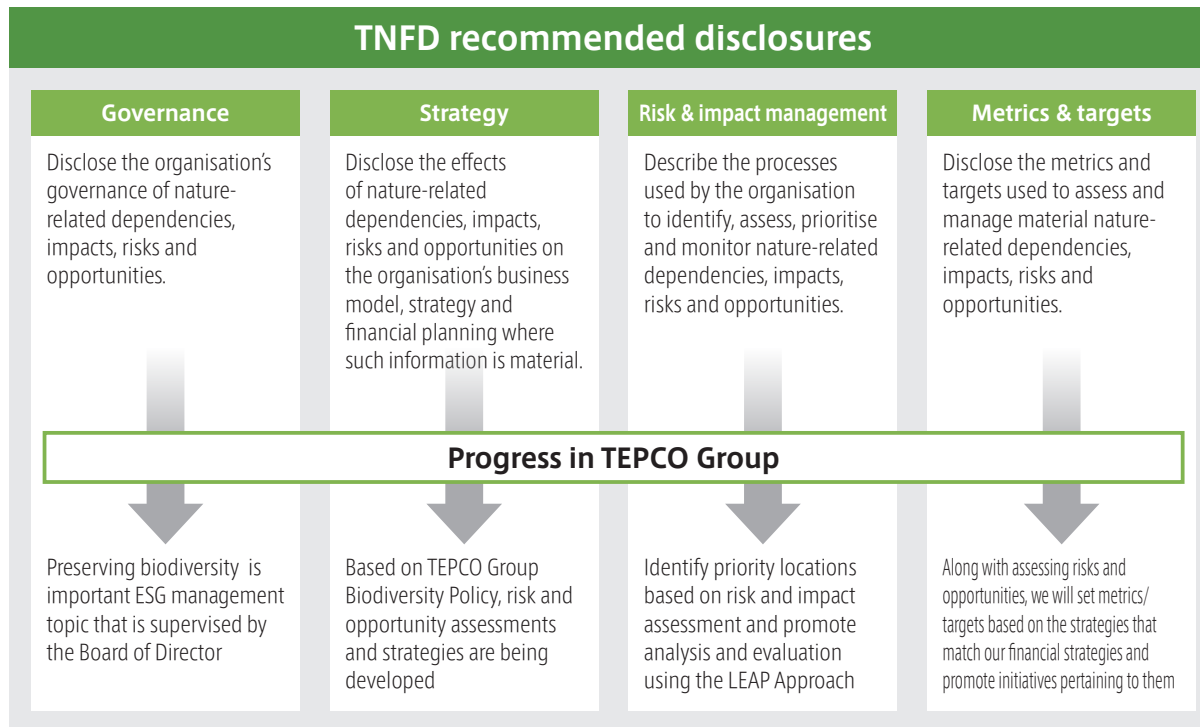 TNFD recommended disclosures
Governance
Disclose the organisation’s
governance of nature-
related dependencies,
impacts, risks and
opportunities.
Strategy
Disclose the effects
of nature-related
dependencies, impacts,
risks and opportunities on
the organisation’s business
model, strategy and
financial planning where
such information is material.
Risk & impact management
Describe the processes
used by the organisation
to identify, assess, prioritise
and monitor nature-related
dependencies, impacts,
risks and opportunities.
Metrics & targets
Disclose the metrics and
targets used to assess and
manage material nature-
related dependencies,
impacts, risks and
opportunities.
Progress in TEPCO Group
Preserving biodiversity is
important ESG management
topic that is supervised by
the Board of Director
Based on TEPCO Group
Biodiversity Policy, risk and
opportunity assessments
and strategies are being
developed
Identify priority locations
based on risk and impact
assessment and promote
analysis and evaluation
using the LEAP Approach
Along with assessing risks and
opportunities, we will set metrics/
targets based on the strategies that
match our financial strategies and
promote initiatives pertaining to them